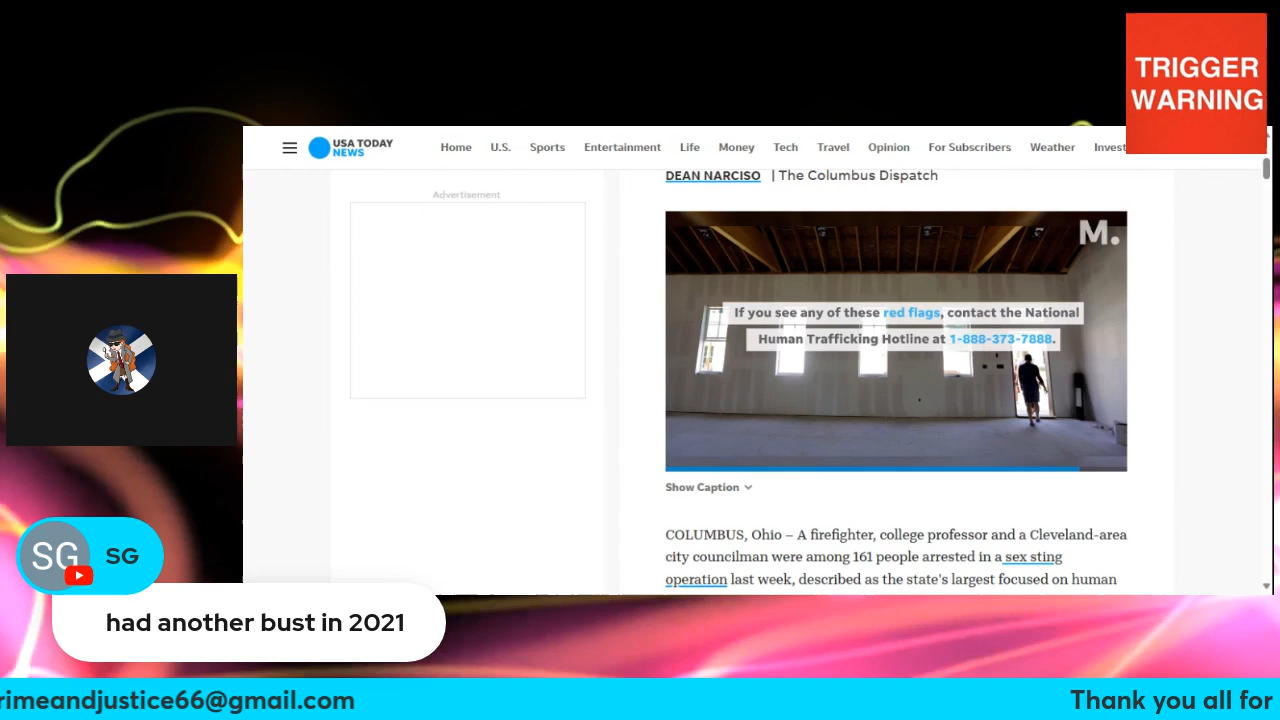 TRIGGER
WARNING
USA TODAY
NEWS
Home U.S. Sports Entertainment Life Money Tech Travel Opinion For Subscribers Weather Invest
DEAN NARCISO | The Columbus Dispatch
Advertisement
M.
If you see any of these red flags, contact the National
Human Trafficking Hotline at 1-888-373-7888.
Show Caption
COLUMBUS, Ohio – A firefighter, college professor and a Cleveland-area
city councilman were among 161 people arrested in a sex sting
operation last week, described as the state's largest focused on human
SG SG
had another bust in 2021
rimeandjustice66@gmail.com Thank you all for